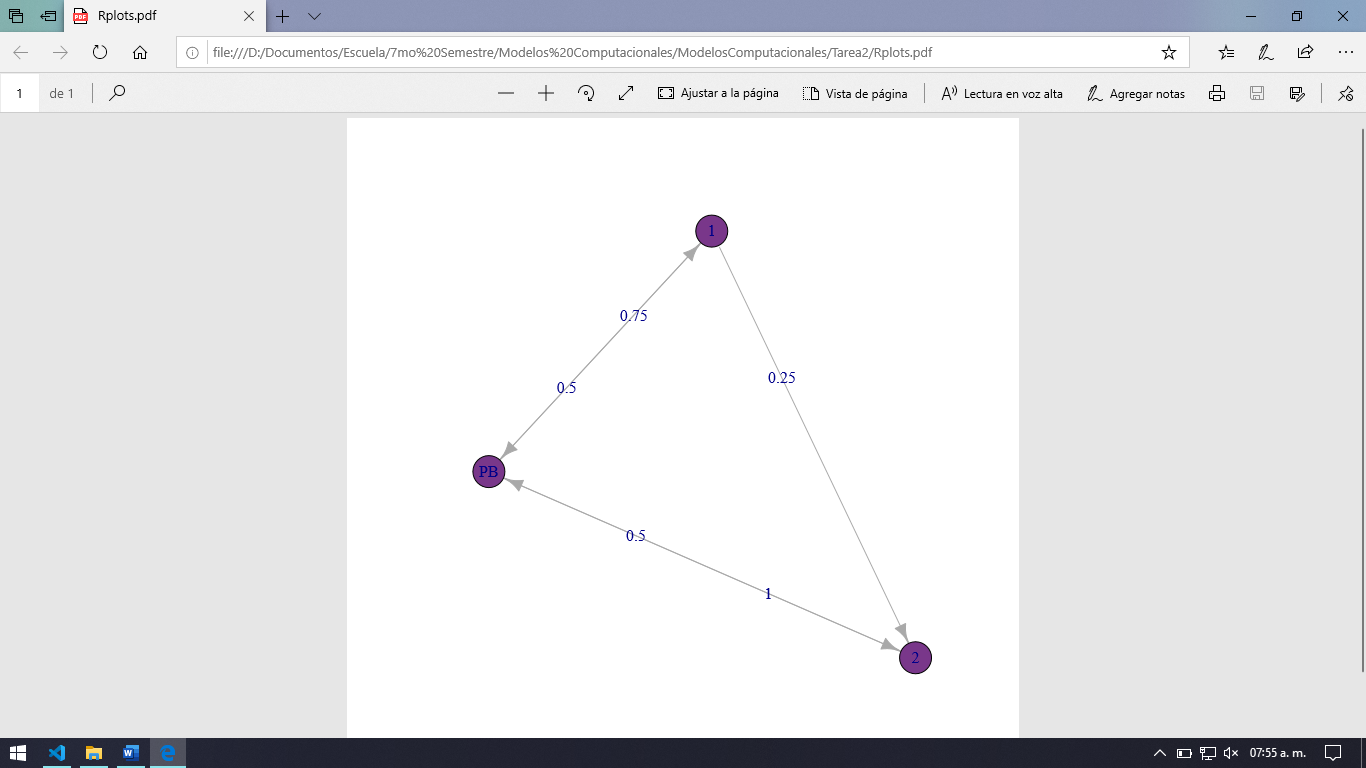 Rplots.pdf
file:///D:/Documentos/Escuela/7mo%20Semestre/Modelos%20Computacionales/ModelosComputacionales/Tarea2/Rplots.pdf
1 de 1 Ajustar a la página Vista de página Lectura en voz alta Agregar notas
1
0.75
0.25
0.5
PB
0.5
1
2
07:55 a. m.